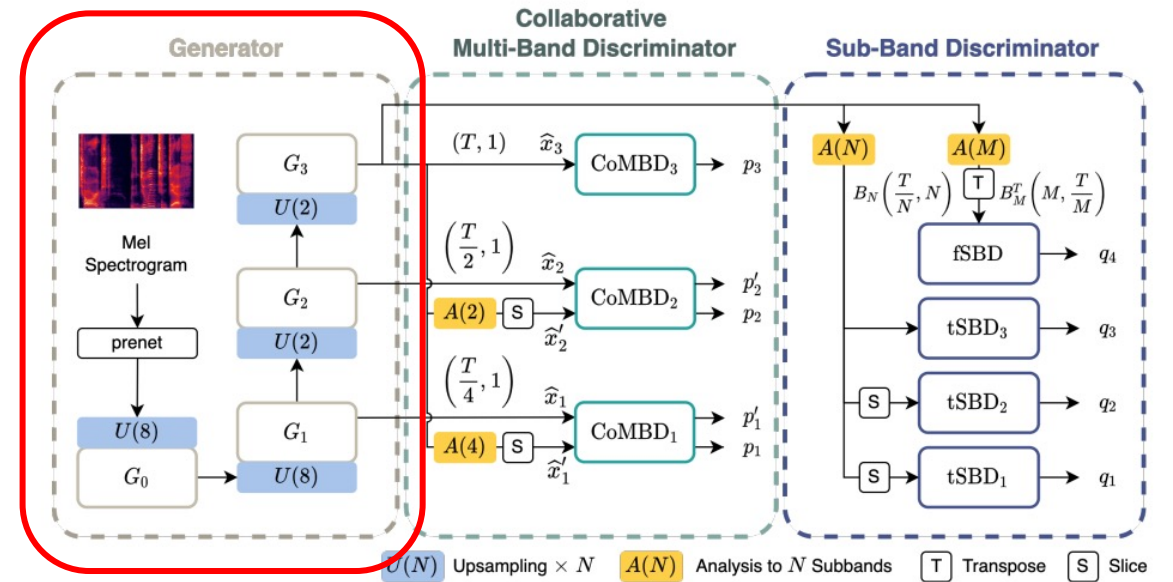 Generator
Collaborative
Multi-Band Discriminator
Sub-Band Discriminator
Mel
Spectrogram
prenet
U(8)
G₀
G₃
U(2)
G₂
U(2)
G₁
U(8)
(T, 1) x̂₃
CoMBD₃
p₃
(T/2, 1) x̂₂
A(2) S x̂′₂
CoMBD₂
p′₂
p₂
(T/4, 1) x̂₁
A(4) S x̂′₁
CoMBD₁
p′₁
p₁
A(N) A(M)
T
B_N(T/N, N) B_M^T(M, T/M)
fSBD q₄
tSBD₃ q₃
S tSBD₂ q₂
S tSBD₁ q₁
U(N) Upsampling × N A(N) Analysis to N Subbands T Transpose S Slice